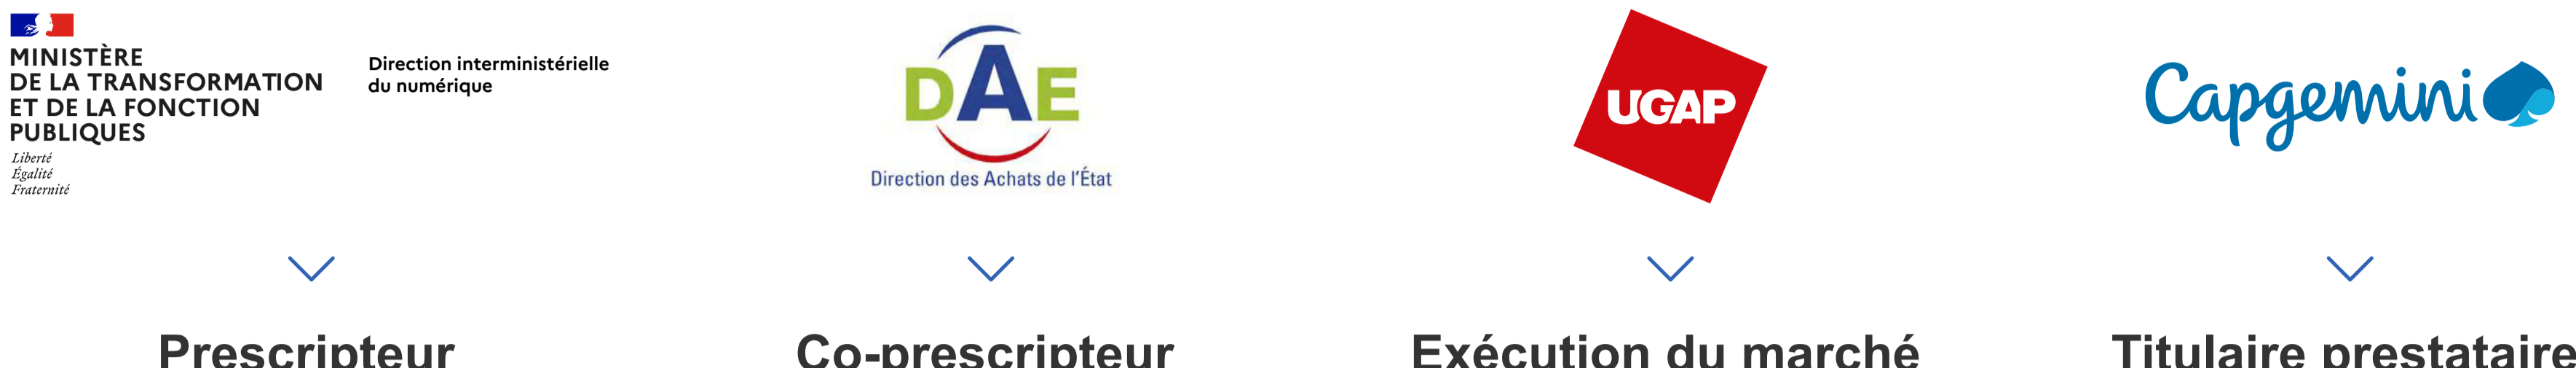 MINISTÈRE
DE LA TRANSFORMATION
ET DE LA FONCTION
PUBLIQUES
Liberté
Égalité
Fraternité
Direction interministérielle
du numérique
DAE
Direction des Achats de l'État
UGAP
Capgemini
Prescripteur
Co-prescripteur
Exécution du marché
Titulaire prestataire